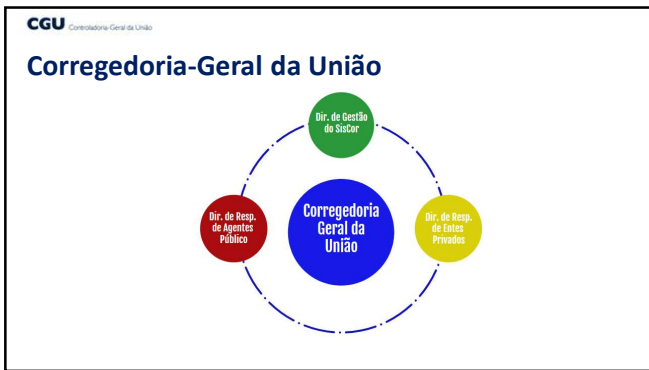 CGU Controladoria-Geral da União
Corregedoria-Geral da União
Dir. de Gestão
do SisCor
Dir. de Resp.
de Agentes
Público
Corregedoria
Geral da
União
Dir. de Resp.
de Entes
Privados